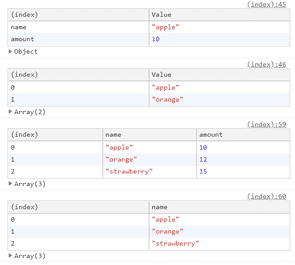 (index):45
(index) Value
name "apple"
amount 10
▶ Object
(index):46
(index) Value
0 "apple"
1 "orange"
▶ Array(2)
(index):59
(index) name amount
0 "apple" 10
1 "orange" 12
2 "strawberry" 15
▶ Array(3)
(index):60
(index) name
0 "apple"
1 "orange"
2 "strawberry"
▶ Array(3)